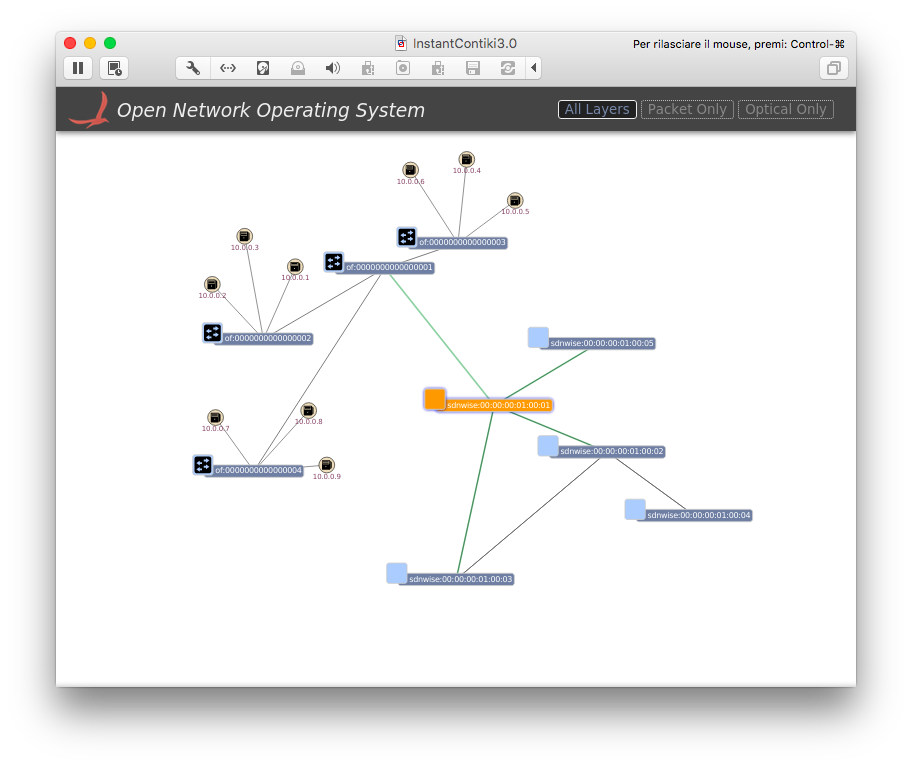 InstantContiki3.0
Per rilasciare il mouse, premi: Control-⌘
Open Network Operating System
All Layers
Packet Only
Optical Only
10.0.0.6
10.0.0.4
10.0.0.5
of:0000000000000003
10.0.0.3
of:0000000000000001
10.0.0.1
10.0.0.2
of:0000000000000002
sdnwise:00:00:00:01:00:05
sdnwise:00:00:00:01:00:01
10.0.0.7
10.0.0.8
sdnwise:00:00:00:01:00:02
of:0000000000000004
10.0.0.9
sdnwise:00:00:00:01:00:04
sdnwise:00:00:00:01:00:03